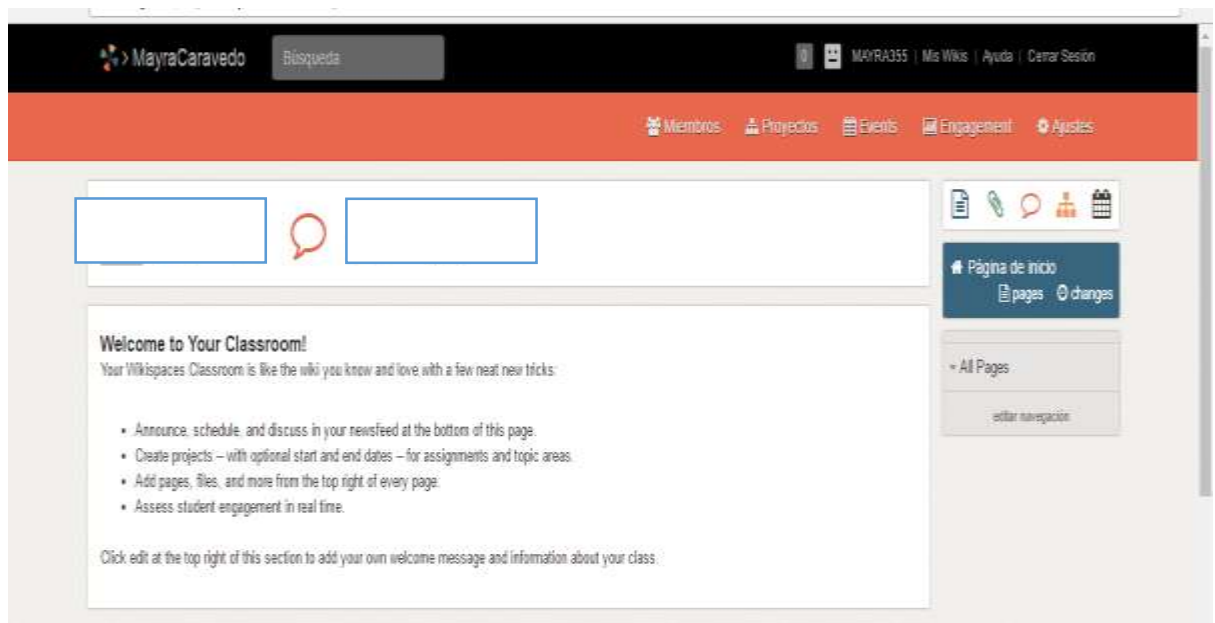 MayraCaravedo
Búsqueda
0 MAYRA355 | Mis Wikis | Ayuda | Cerrar Sesión
Miembros Proyectos Events Engagement Ajustes
Página de inicio
pages changes
Welcome to Your Classroom!
Your Wikispaces Classroom is like the wiki you know and love with a few neat new tricks:
- All Pages
editar navegación
• Announce, schedule, and discuss in your newsfeed at the bottom of this page.
• Create projects – with optional start and end dates – for assignments and topic areas.
• Add pages, files, and more from the top right of every page.
• Assess student engagement in real time.
Click edit at the top right of this section to add your own welcome message and information about your class.